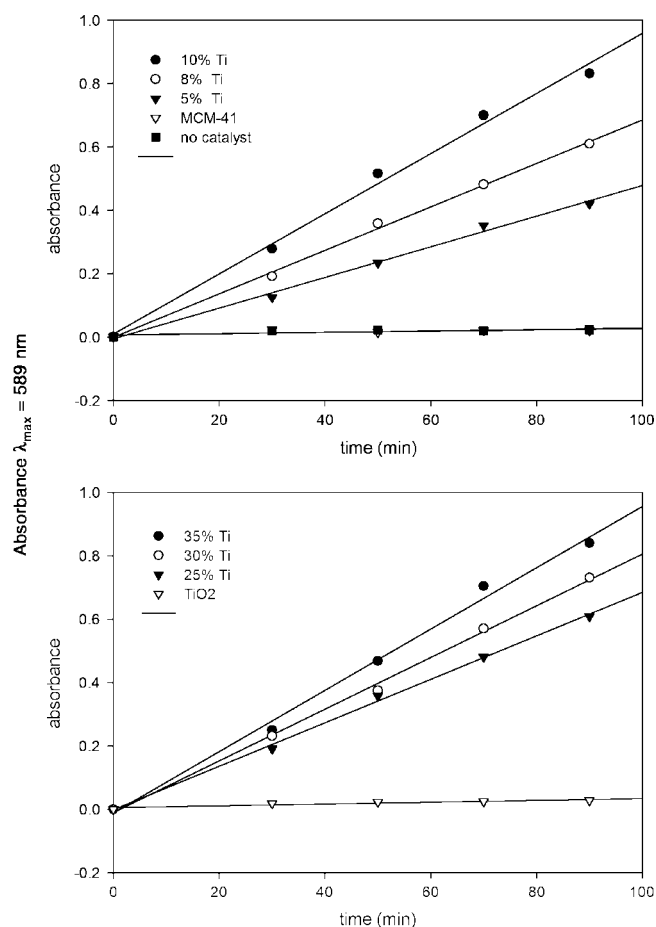 Absorbance λmax = 589 nm
1.0
0.8
0.6
0.4
0.2
0.0
-0.2
absorbance
10% Ti
8% Ti
5% Ti
MCM-41
no catalyst
0 20 40 60 80 100
time (min)
1.0
0.8
0.6
0.4
0.2
0.0
-0.2
absorbance
35% Ti
30% Ti
25% Ti
TiO2
0 20 40 60 80 100
time (min)